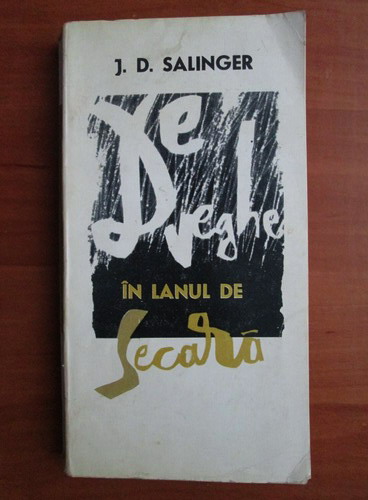 J. D. SALINGER
De
veghe
ÎN LANUL DE
Secară